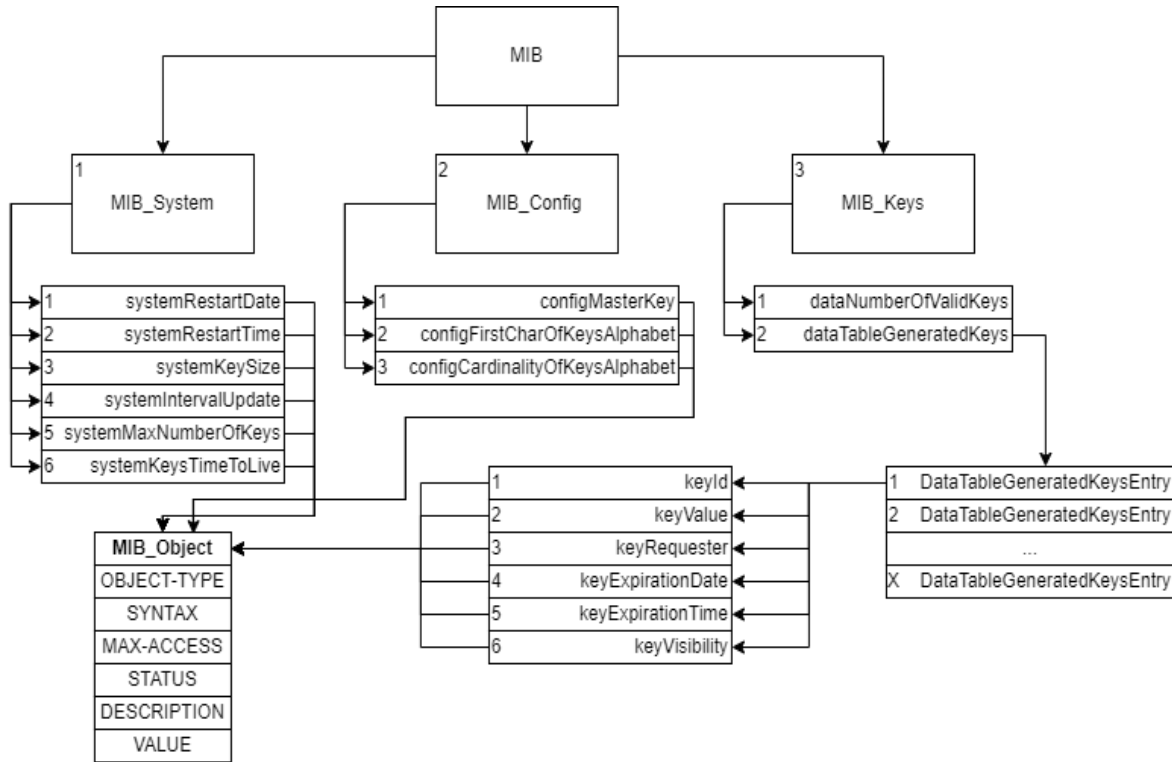 MIB
1
MIB_System
2
MIB_Config
3
MIB_Keys
1 systemRestartDate
2 systemRestartTime
3 systemKeySize
4 systemIntervalUpdate
5 systemMaxNumberOfKeys
6 systemKeysTimeToLive
1 configMasterKey
2 configFirstCharOfKeysAlphabet
3 configCardinalityOfKeysAlphabet
1 dataNumberOfValidKeys
2 dataTableGeneratedKeys
1 keyId
2 keyValue
3 keyRequester
4 keyExpirationDate
5 keyExpirationTime
6 keyVisibility
1 DataTableGeneratedKeysEntry
2 DataTableGeneratedKeysEntry
...
X DataTableGeneratedKeysEntry
MIB_Object
OBJECT-TYPE
SYNTAX
MAX-ACCESS
STATUS
DESCRIPTION
VALUE